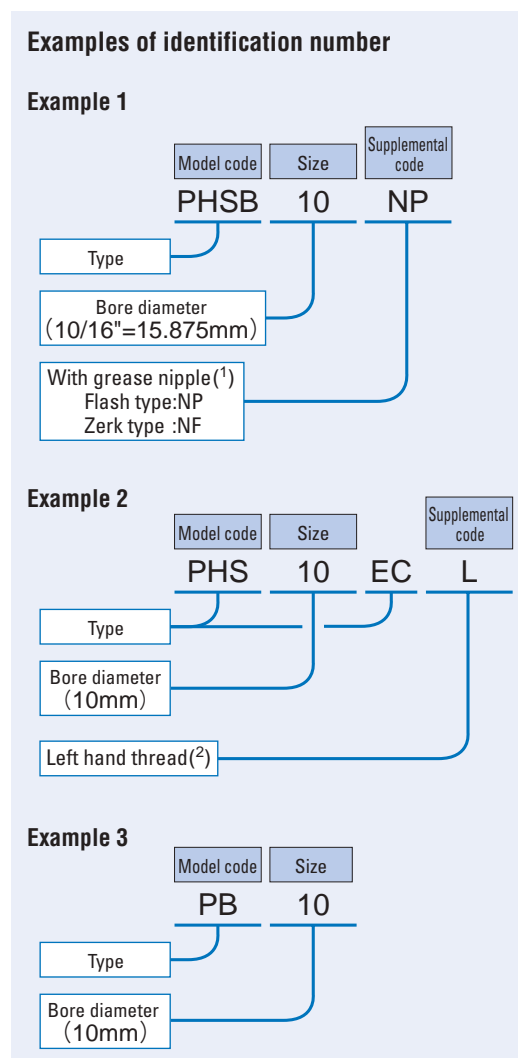 Examples of identification number
Example 1
Model code
Size
Supplemental
code
PHSB 10 NP
Type
Bore diameter
（10/16"=15.875mm）
With grease nipple(¹)
Flash type:NP
Zerk type :NF
Example 2
Model code
Size
Supplemental
code
PHS 10 EC L
Type
Bore diameter
（10mm）
Left hand thread(²)
Example 3
Model code
Size
PB 10
Type
Bore diameter
（10mm）